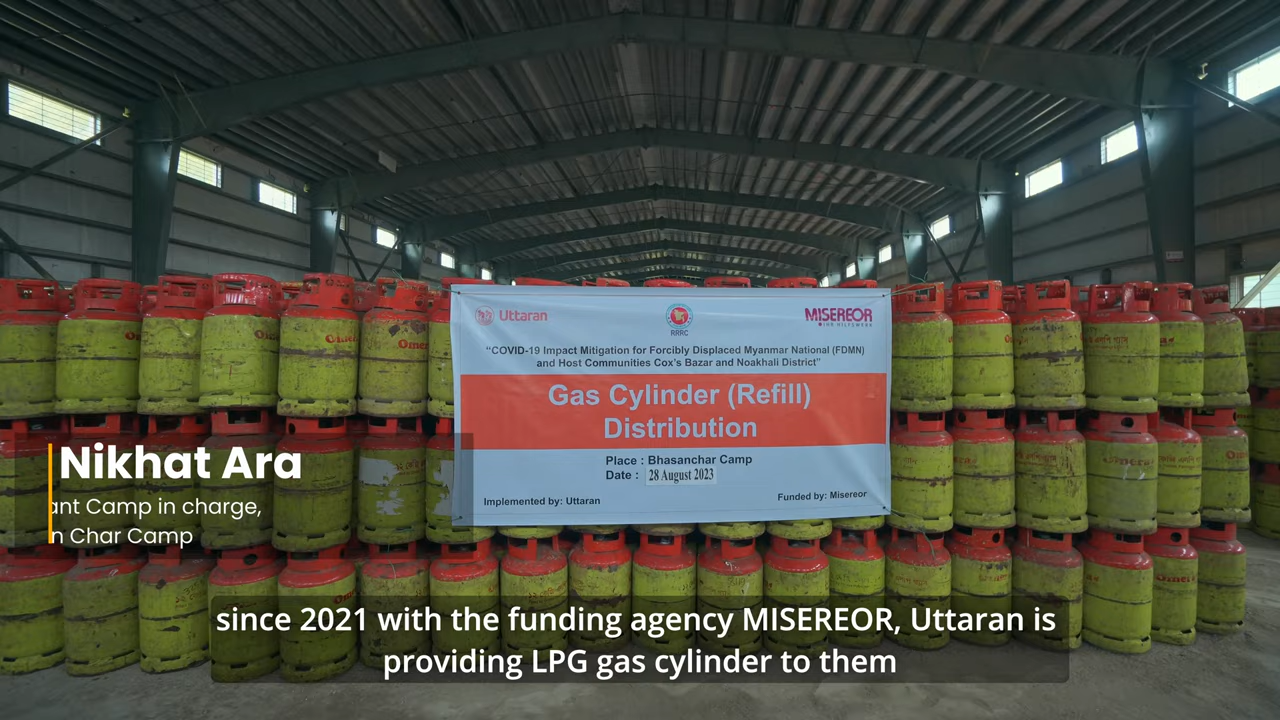 Uttaran
RRRC
MISEREOR
IHR HILFSWERK
“COVID-19 Impact Mitigation for Forcibly Displaced Myanmar National (FDMN)
and Host Communities Cox's Bazar and Noakhali District”
Gas Cylinder (Refill)
Distribution
Place : Bhasanchar Camp
Date : 28 August 2023
Implemented by: Uttaran
Funded by: Misereor
Nikhat Ara
ant Camp in charge,
n Char Camp
since 2021 with the funding agency MISEREOR, Uttaran is
providing LPG gas cylinder to them